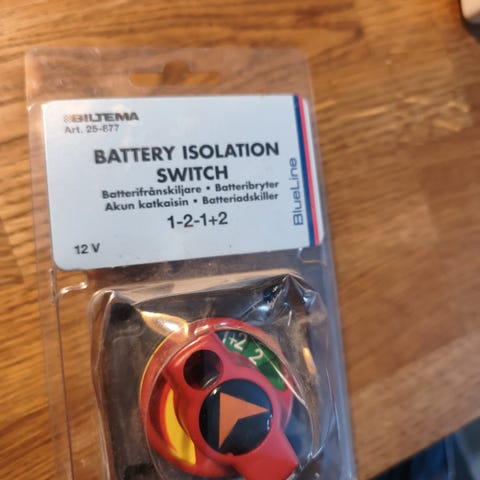 BILTEMA
Art. 25-877
BATTERY ISOLATION
SWITCH
Batterifrånskiljare • Batteribryter
Akun katkaisin • Batteriadskiller
1-2-1+2
12 V
BlueLine
1+2
2